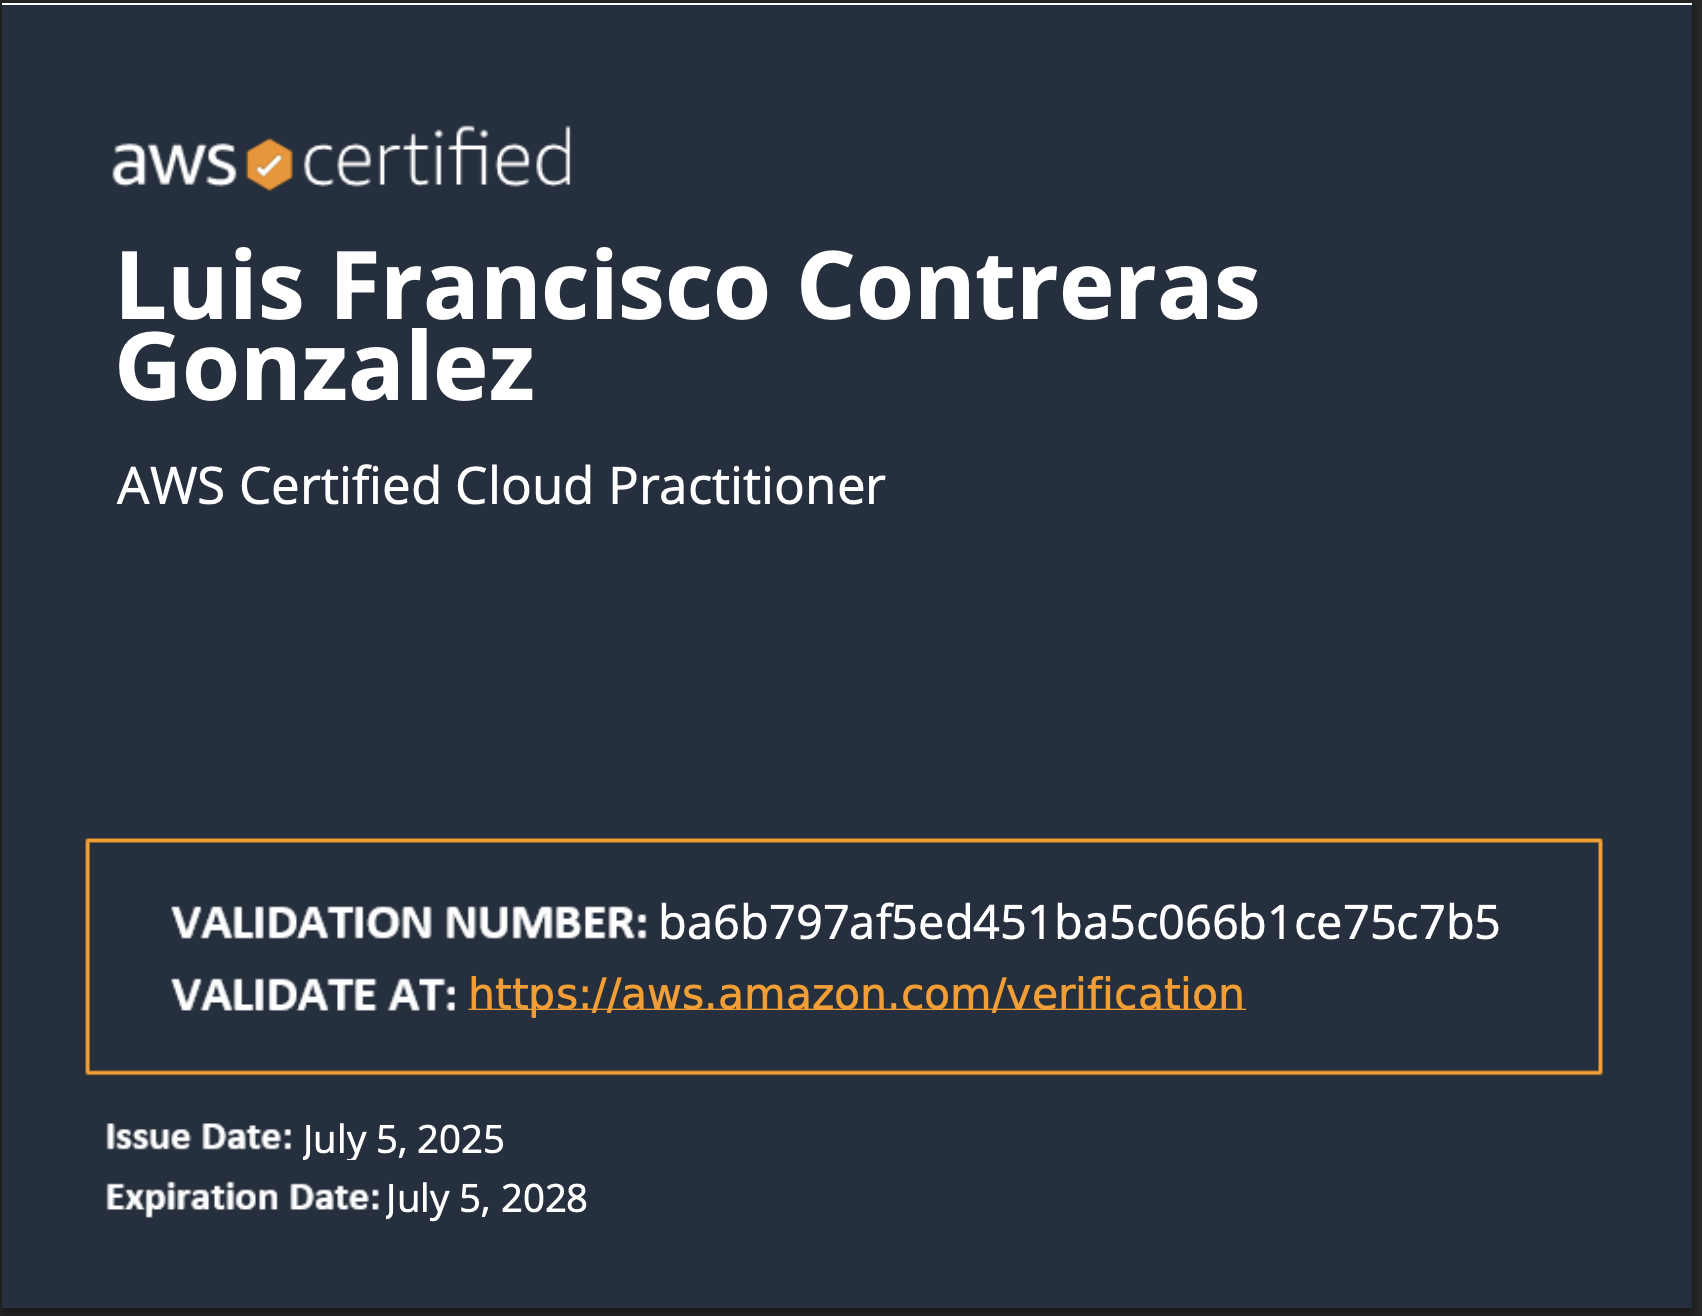 aws certified
Luis Francisco Contreras
Gonzalez
AWS Certified Cloud Practitioner
VALIDATION NUMBER: ba6b797af5ed451ba5c066b1ce75c7b5
VALIDATE AT: https://aws.amazon.com/verification
Issue Date: July 5, 2025
Expiration Date: July 5, 2028